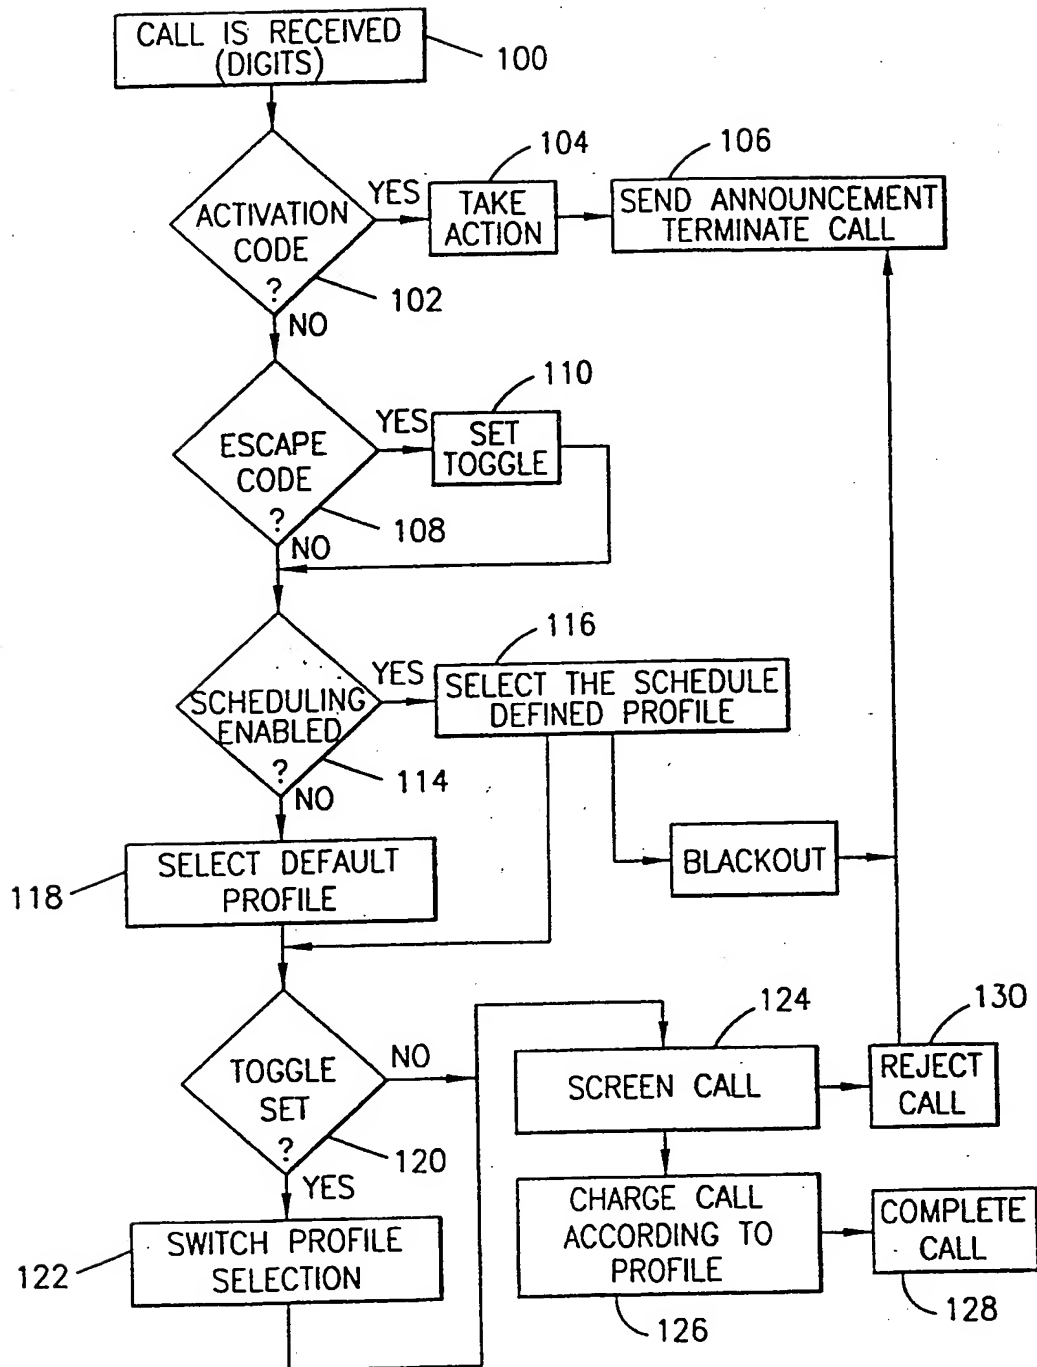 CALL IS RECEIVED
(DIGITS)
100
ACTIVATION
CODE
?
102
YES
NO
104
TAKE
ACTION
106
SEND ANNOUNCEMENT
TERMINATE CALL
ESCAPE
CODE
?
108
YES
NO
110
SET
TOGGLE
SCHEDULING
ENABLED
?
114
YES
NO
116
SELECT THE SCHEDULE
DEFINED PROFILE
BLACKOUT
118
SELECT DEFAULT
PROFILE
TOGGLE
SET
?
120
NO
YES
122
SWITCH PROFILE
SELECTION
124
SCREEN CALL
130
REJECT
CALL
CHARGE CALL
ACCORDING TO
PROFILE
126
COMPLETE
CALL
128